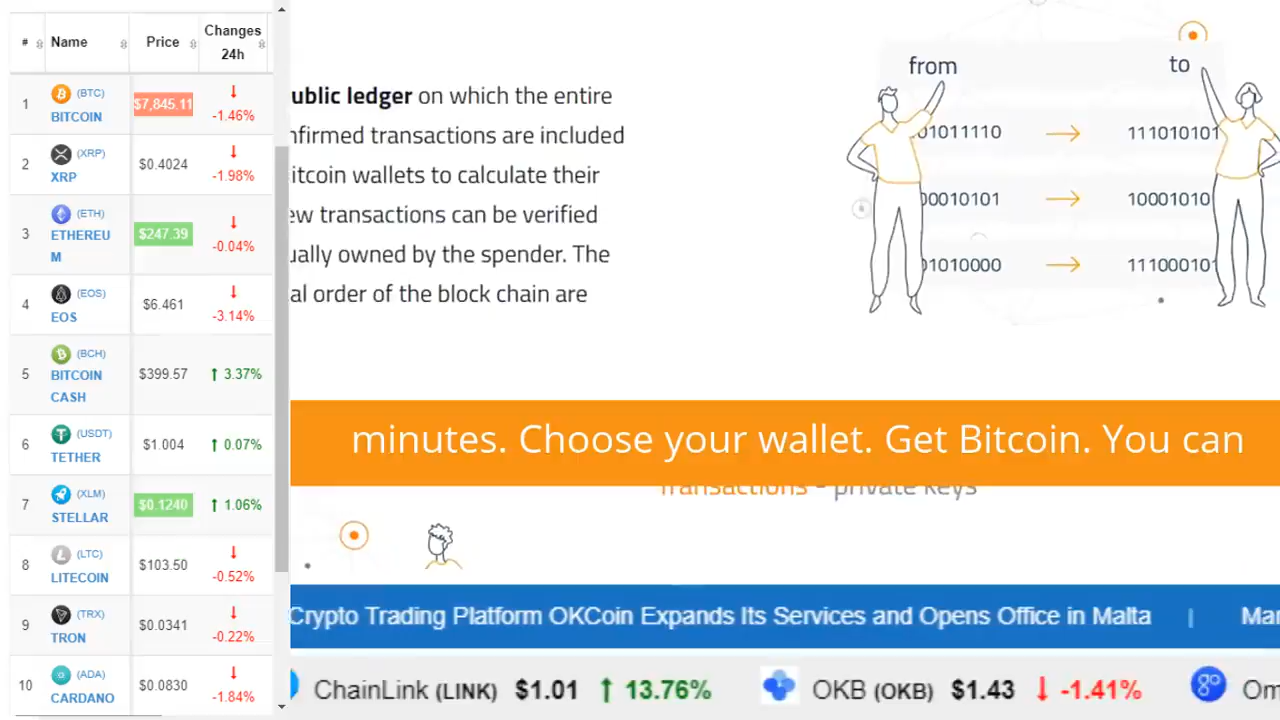 # Name Price Changes 24h
1 (BTC) BITCOIN $7,845.11 ↓ -1.46%
2 (XRP) XRP $0.4024 ↓ -1.98%
3 (ETH) ETHEREU
M $247.39 ↓ -0.04%
4 (EOS) EOS $6.461 ↓ -3.14%
5 (BCH) BITCOIN
CASH $399.57 ↑ 3.37%
6 (USDT) TETHER $1.004 ↑ 0.07%
7 (XLM) STELLAR $0.1240 ↑ 1.06%
8 (LTC) LITECOIN $103.50 ↓ -0.52%
9 (TRX) TRON $0.0341 ↓ -0.22%
10 (ADA) CARDANO $0.0830 ↓ -1.84%
ublic ledger on which the entire
nfirmed transactions are included
itcoin wallets to calculate their
ew transactions can be verified
ually owned by the spender. The
al order of the block chain are
from to
01011110 → 111010101
00010101 → 10001010
01010000 → 11100010
minutes. Choose your wallet. Get Bitcoin. You can
transactions - private keys
Crypto Trading Platform OKCoin Expands Its Services and Opens Office in Malta | Mar
ChainLink (LINK) $1.01 ↑ 13.76% OKB (OKB) $1.43 ↓ -1.41% Om